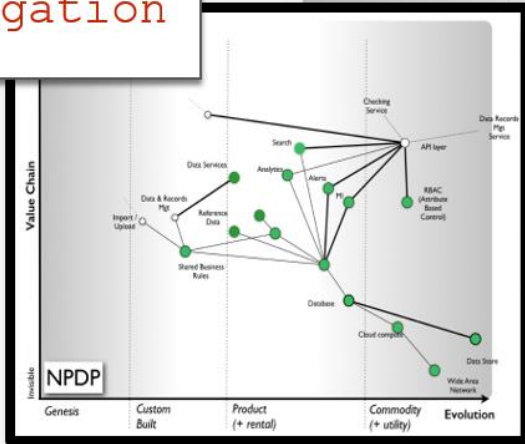 gation
Checking
Service
Data Records
Mgt
Service
Search
API layer
Data Services
Analytics
Alerts
MI
RBAC
(Attribute
Based
Control)
Data & Records
Mgt
Import /
Upload
Reference
Data
Shared Business
Rules
Database
Cloud compute
Data Store
Wide Area
Network
Value Chain
Invisible
NPDP
Genesis
Custom
Built
Product
(+ rental)
Commodity
(+ utility)
Evolution